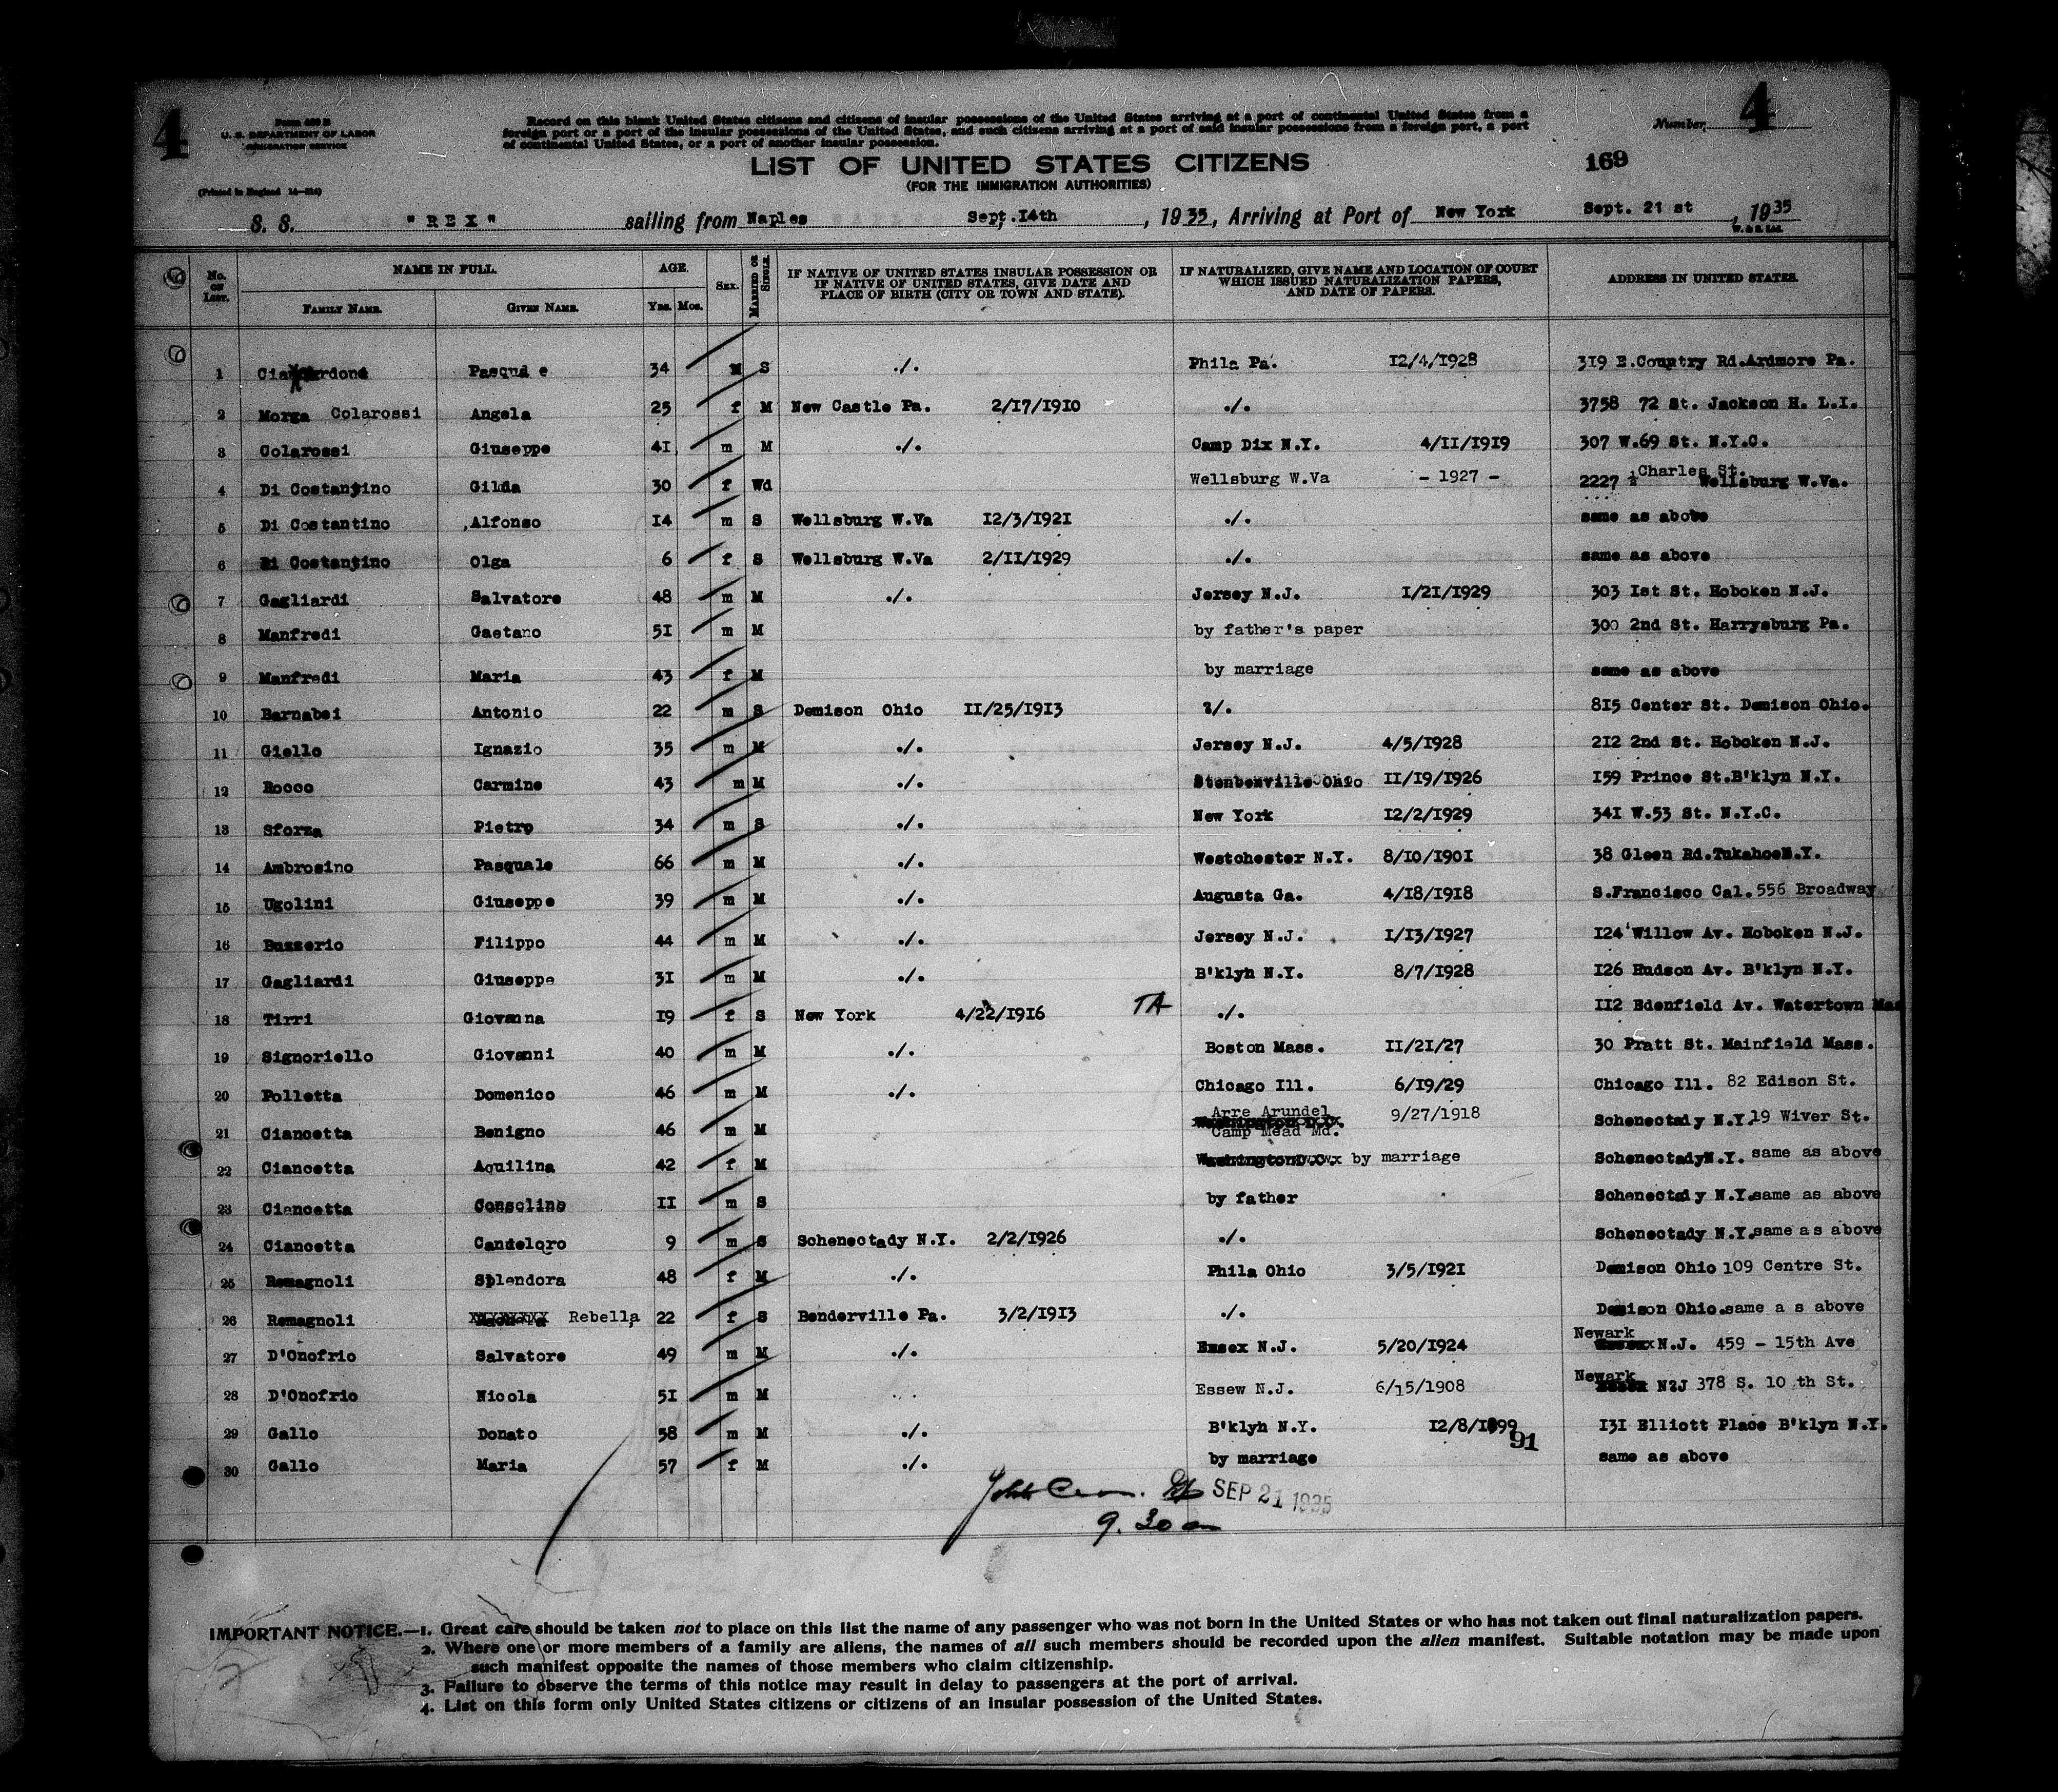 4
Form 630 B
U. S. DEPARTMENT OF LABOR
IMMIGRATION SERVICE
(Printed in England 14—214)
Record on this blank United States citizens and citizens of insular possessions of the United States arriving at a port of continental United States from a
foreign port or a port of the insular possessions of the United States, and such citizens arriving at a port of said insular possessions from a foreign port, a port
of continental United States, or a port of another insular possession.
Number 4
LIST OF UNITED STATES CITIZENS
169
(FOR THE IMMIGRATION AUTHORITIES)
S. S. "REX" sailing from Naples Sept, 14th, 1935, Arriving at Port of New York Sept. 21 st, 1935
W. & S. Ltd.
No. on List. NAME IN FULL. AGE. Sex. Married or Single. IF NATIVE OF UNITED STATES INSULAR POSSESSION OR IF NATIVE OF UNITED STATES, GIVE DATE AND PLACE OF BIRTH (CITY OR TOWN AND STATE). IF NATURALIZED, GIVE NAME AND LOCATION OF COURT WHICH ISSUED NATURALIZATION PAPERS, AND DATE OF PAPERS. ADDRESS IN UNITED STATES.
Family Name. Given Name. Yrs. Mos.
1 34 M S ./. Phila Pa. 12/4/1928 319 E.Country Rd.Ardmore Pa.
2 Morga Colarossi Angela 25 f M New Castle Pa. 2/17/1910 ./. 3758 72 St. Jackson H. L.I.
3 Colarossi Giuseppe 41 m M ./. Camp Dix N.Y. 4/11/1919 307 W.69 St. N.Y.C.
4 Di Costantino Gilda 30 f Wd Wellsburg W.Va - 1927 - 2227 ½ Charles St. Wellsburg W.Va.
5 Di Costantino ,Alfonso 14 m S Wellsburg W.Va 12/3/1921 ./. same as above
6 Di Costantino Olga 6 f S Wellsburg W.Va 2/11/1929 ./. same as above
7 Gagliardi Salvatore 48 m M ./. Jersey N.J. 1/21/1929 303 Ist St. Hoboken N.J.
8 Manfredi Gaetano 51 m M by father's paper 300 2nd St. Harrysburg Pa.
9 Manfredi Maria 43 f M by marriage same as above
10 Barnabei Antonio 22 m S Demison Ohio 11/25/1913 ?/. 815 Center St. Demison Ohio.
11 Giello Ignazio 35 m M ./. Jersey N.J. 4/5/1928 212 2nd St. Hoboken N.J.
12 Rocco Carmine 43 m M ./. Stenbenville Ohio 11/19/1926 159 Prince St.B'klyn N.Y.
13 Sforza Pietro 34 m S ./. New York 12/2/1929 341 W.53 St. N.Y.C.
14 Ambrosino Pasquale 66 m M ./. Westchester N.Y. 8/10/1901 38 Gleen Rd.TukahoeN.Y.
15 Ugolini Giuseppe 39 m M ./. Augusta Ga. 4/18/1918 S.Francisco Cal. 556 Broadway
16 Buzzerio Filippo 44 m M ./. Jersey N.J. 1/13/1927 124 Willow Av. Hoboken N.J.
17 Gagliardi Giuseppe 31 m M ./. B'klyh N.Y. 8/7/1928 126 Hudson Av. B'klyn N.Y.
18 Tirri Giovanna 19 f S New York 4/22/1916 TA ./. 112 Edenfield Av. Watertown Mas
19 Signoriello Giovanni 40 m M ./. Boston Mass. 11/21/27 30 Pratt St. Mainfield Mass.
20 Polletta Domenico 46 m M ./. Chicago Ill. 6/19/29 Chicago Ill. 82 Edison St.
21 Ciancetta Benigno 46 m M Arre Arundel Camp Mead Md. 9/27/1918 Schenectady N.Y.19 Wiver St.
22 Ciancetta Aquilina 42 f M Washington D.C. by marriage SchenectadyN.Y. same as above
23 Ciancetta Consolino 11 m S by father Schenectady N.Y.same as above
24 Ciancetta Candeloro 9 m S Schenectady N.Y. 2/2/1926 ./. Schenectady N.Y.same as above
25 Remagnoli Splendora 48 f M ./. Phila Ohio 3/5/1921 Demison Ohio 109 Centre St.
26 Remagnoli Rebella 22 f S Benderville Pa. 3/2/1913 ./. Demison Ohio.same a s above
27 D'Onofrio Salvatore 49 m M ./. Essex N.J. 5/20/1924 Newark N.J. 459 - 15th Ave
28 D'Onofrio Nicola 51 m M Essew N.J. 6/15/1908 Newark N?J 378 S. 10 th St.
29 Gallo Donato 58 m M ./. B'klyh N.Y. 12/8/1899 131 Elliott Place B'klyn N.Y.
91
30 Gallo Maria 57 f M ./. by marriage same as above
SEP 21 1935
9. 30 am
IMPORTANT NOTICE.—1. Great care should be taken not to place on this list the name of any passenger who was not born in the United States or who has not taken out final naturalization papers.
2. Where one or more members of a family are aliens, the names of all such members should be recorded upon the alien manifest. Suitable notation may be made upon
such manifest opposite the names of those members who claim citizenship.
3. Failure to observe the terms of this notice may result in delay to passengers at the port of arrival.
4. List on this form only United States citizens or citizens of an insular possession of the United States.